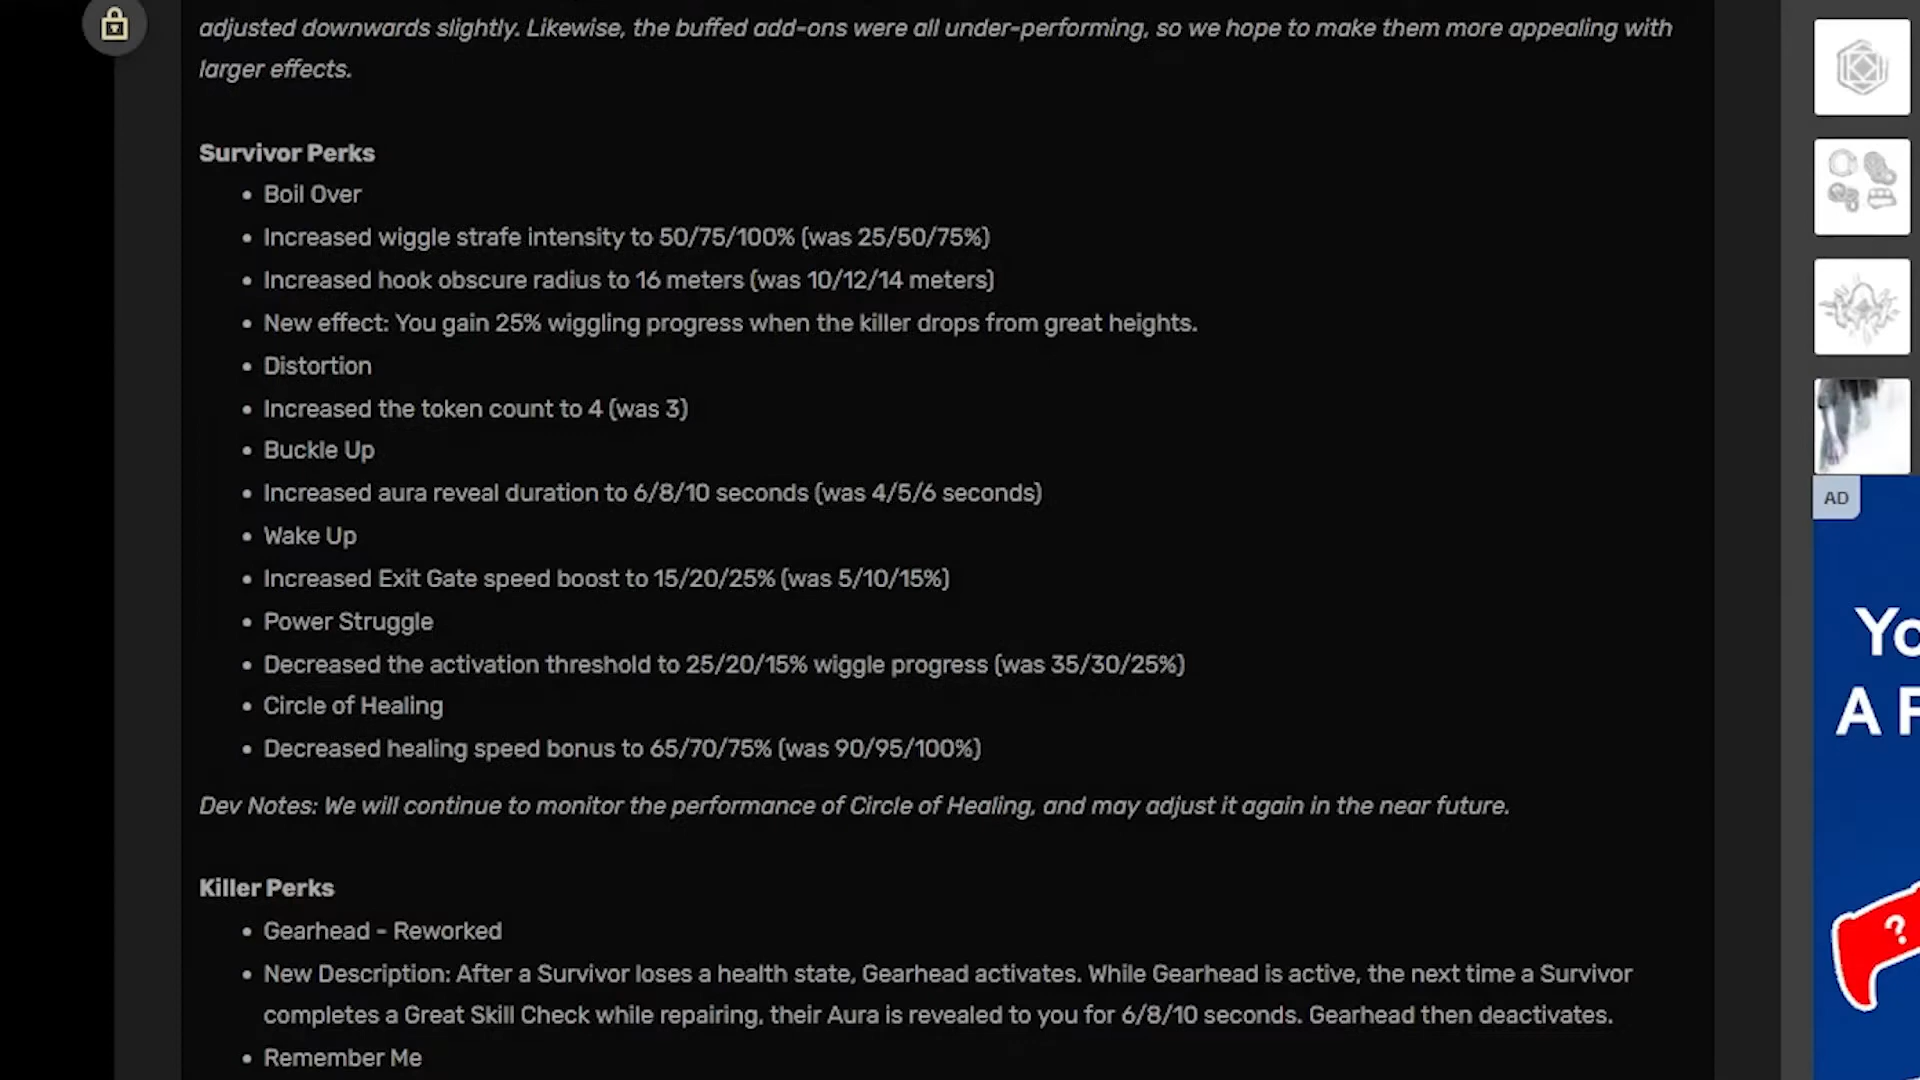 adjusted downwards slightly. Likewise, the buffed add-ons were all under-performing, so we hope to make them more appealing with
larger effects.
Survivor Perks
• Boil Over
• Increased wiggle strafe intensity to 50/75/100% (was 25/50/75%)
• Increased hook obscure radius to 16 meters (was 10/12/14 meters)
• New effect: You gain 25% wiggling progress when the killer drops from great heights.
• Distortion
• Increased the token count to 4 (was 3)
• Buckle Up
• Increased aura reveal duration to 6/8/10 seconds (was 4/5/6 seconds)
• Wake Up
• Increased Exit Gate speed boost to 15/20/25% (was 5/10/15%)
• Power Struggle
• Decreased the activation threshold to 25/20/15% wiggle progress (was 35/30/25%)
• Circle of Healing
• Decreased healing speed bonus to 65/70/75% (was 90/95/100%)
Dev Notes: We will continue to monitor the performance of Circle of Healing, and may adjust it again in the near future.
Killer Perks
• Gearhead - Reworked
• New Description: After a Survivor loses a health state, Gearhead activates. While Gearhead is active, the next time a Survivor
completes a Great Skill Check while repairing, their Aura is revealed to you for 6/8/10 seconds. Gearhead then deactivates.
• Remember Me
AD
Yo
A
?